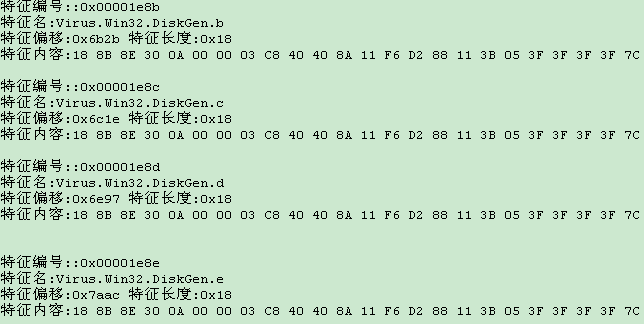 特征编号::0x00001e8b
特征名:Virus.Win32.DiskGen.b
特征偏移:0x6b2b 特征长度:0x18
特征内容:18 8B 8E 30 0A 00 00 03 C8 40 40 8A 11 F6 D2 88 11 3B 05 3F 3F 3F 3F 7C
特征编号::0x00001e8c
特征名:Virus.Win32.DiskGen.c
特征偏移:0x6c1e 特征长度:0x18
特征内容:18 8B 8E 30 0A 00 00 03 C8 40 40 8A 11 F6 D2 88 11 3B 05 3F 3F 3F 3F 7C
特征编号::0x00001e8d
特征名:Virus.Win32.DiskGen.d
特征偏移:0x6e97 特征长度:0x18
特征内容:18 8B 8E 30 0A 00 00 03 C8 40 40 8A 11 F6 D2 88 11 3B 05 3F 3F 3F 3F 7C
特征编号::0x00001e8e
特征名:Virus.Win32.DiskGen.e
特征偏移:0x7aac 特征长度:0x18
特征内容:18 8B 8E 30 0A 00 00 03 C8 40 40 8A 11 F6 D2 88 11 3B 05 3F 3F 3F 3F 7C